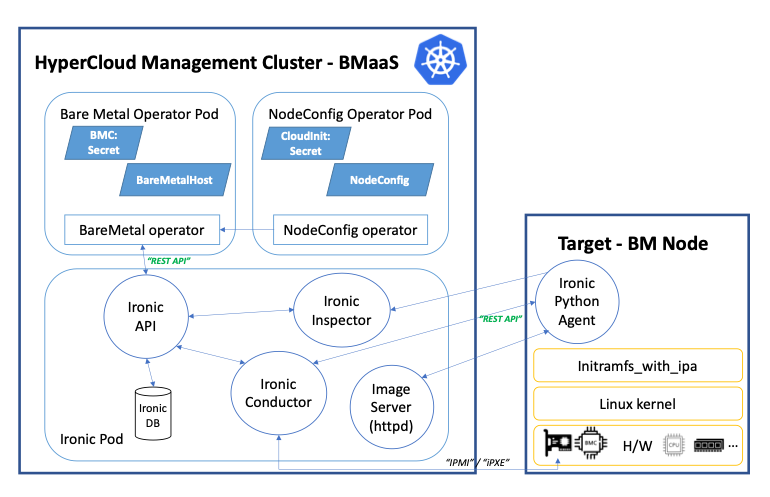 HyperCloud Management Cluster - BMaaS
Bare Metal Operator Pod
BMC:
Secret
BareMetalHost
BareMetal operator
NodeConfig Operator Pod
CloudInit:
Secret
NodeConfig
NodeConfig operator
"REST API"
Ironic
API
Ironic
Inspector
Ironic
Conductor
Image
Server
(httpd)
Ironic
DB
Ironic Pod
"REST API"
"IPMI" / "iPXE"
Target - BM Node
Ironic
Python
Agent
Initramfs_with_ipa
Linux kernel
BMC
H/W
CPU
...